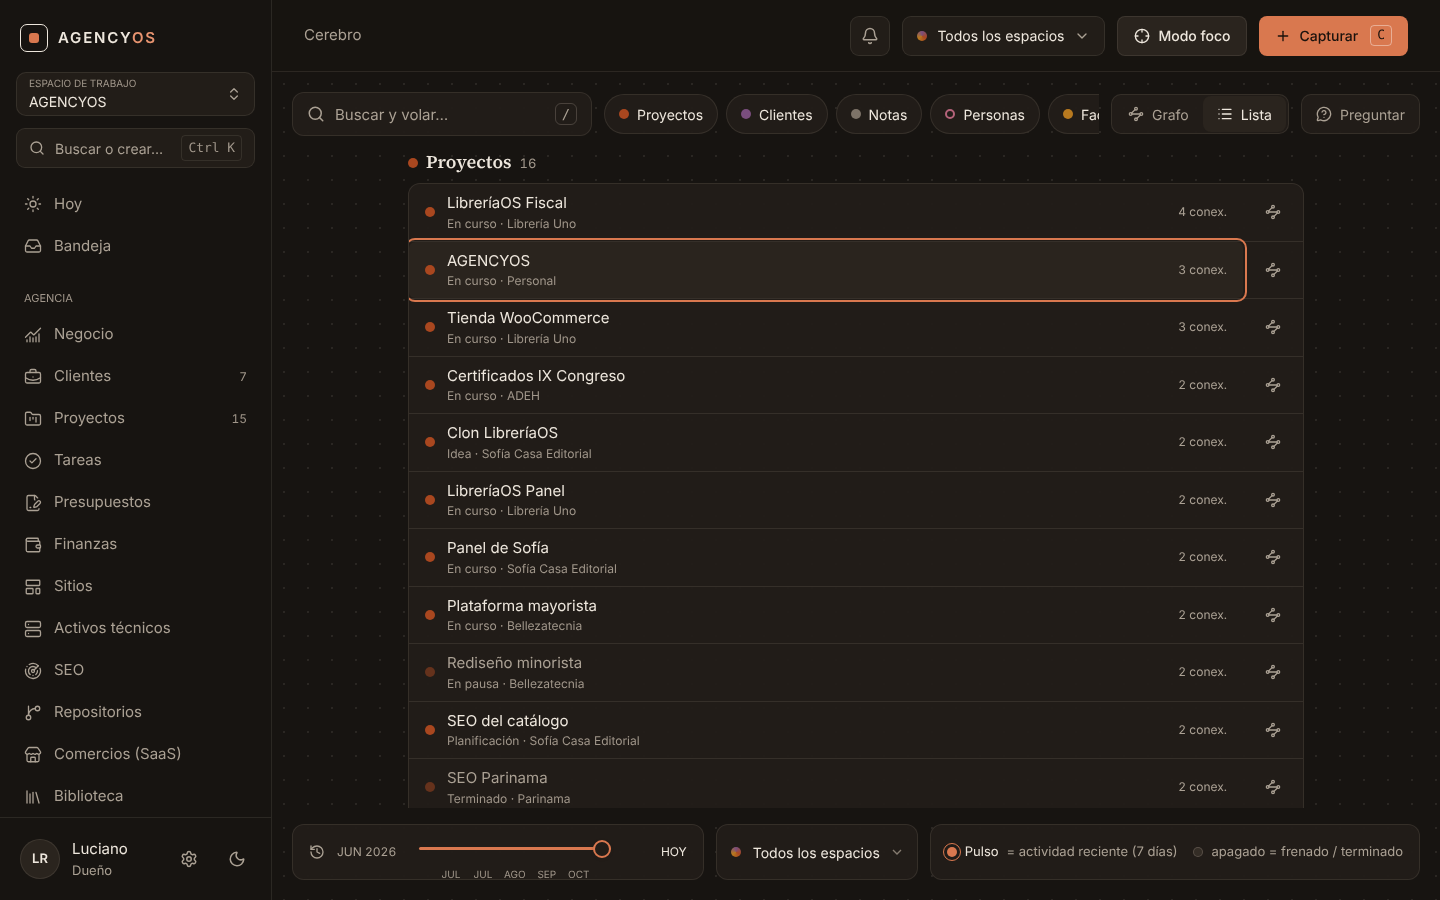 AGENCYOS
ESPACIO DE TRABAJO
AGENCYOS
Buscar o crear... Ctrl K
Hoy
Bandeja
AGENCIA
Negocio
Clientes 7
Proyectos 15
Tareas
Presupuestos
Finanzas
Sitios
Activos técnicos
SEO
Repositorios
Comercios (SaaS)
Biblioteca
LR
Luciano
Dueño
Cerebro
Todos los espacios
Modo foco
Capturar C
Buscar y volar... /
Proyectos
Clientes
Notas
Personas
Fac
Grafo
Lista
Preguntar
Proyectos 16
LibreríaOS Fiscal
En curso · Librería Uno
4 conex.
AGENCYOS
En curso · Personal
3 conex.
Tienda WooCommerce
En curso · Librería Uno
3 conex.
Certificados IX Congreso
En curso · ADEH
2 conex.
Clon LibreríaOS
Idea · Sofía Casa Editorial
2 conex.
LibreríaOS Panel
En curso · Librería Uno
2 conex.
Panel de Sofía
En curso · Sofía Casa Editorial
2 conex.
Plataforma mayorista
En curso · Bellezatecnia
2 conex.
Rediseño minorista
En pausa · Bellezatecnia
2 conex.
SEO del catálogo
Planificación · Sofía Casa Editorial
2 conex.
SEO Parinama
Terminado · Parinama
2 conex.
JUN 2026
HOY
JUL JUL AGO SEP OCT
Todos los espacios
Pulso = actividad reciente (7 días)
apagado = frenado / terminado